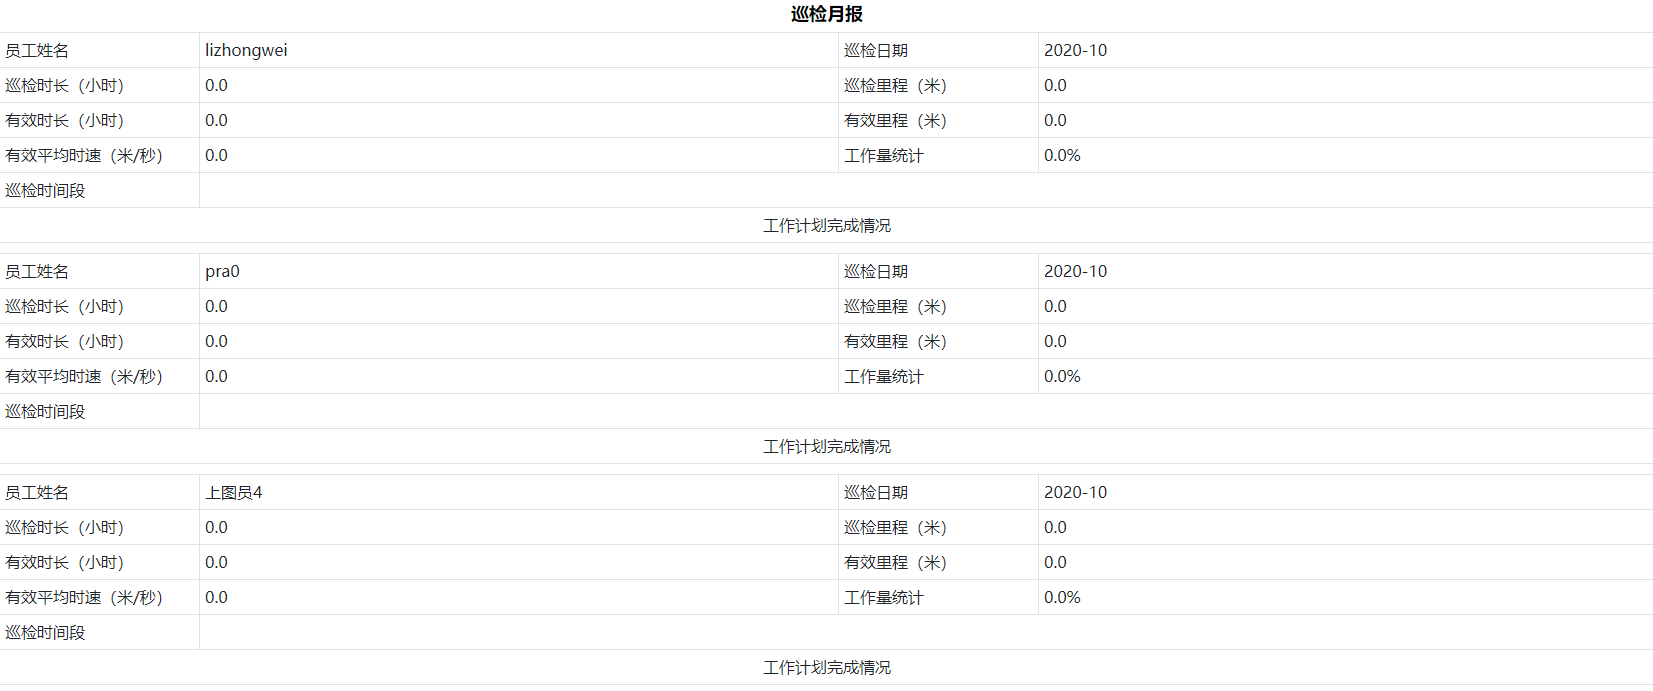 巡检月报
员工姓名 lizhongwei 巡检日期 2020-10
巡检时长（小时） 0.0 巡检里程（米） 0.0
有效时长（小时） 0.0 有效里程（米） 0.0
有效平均时速（米/秒） 0.0 工作量统计 0.0%
巡检时间段
工作计划完成情况
员工姓名 pra0 巡检日期 2020-10
巡检时长（小时） 0.0 巡检里程（米） 0.0
有效时长（小时） 0.0 有效里程（米） 0.0
有效平均时速（米/秒） 0.0 工作量统计 0.0%
巡检时间段
工作计划完成情况
员工姓名 上图员4 巡检日期 2020-10
巡检时长（小时） 0.0 巡检里程（米） 0.0
有效时长（小时） 0.0 有效里程（米） 0.0
有效平均时速（米/秒） 0.0 工作量统计 0.0%
巡检时间段
工作计划完成情况